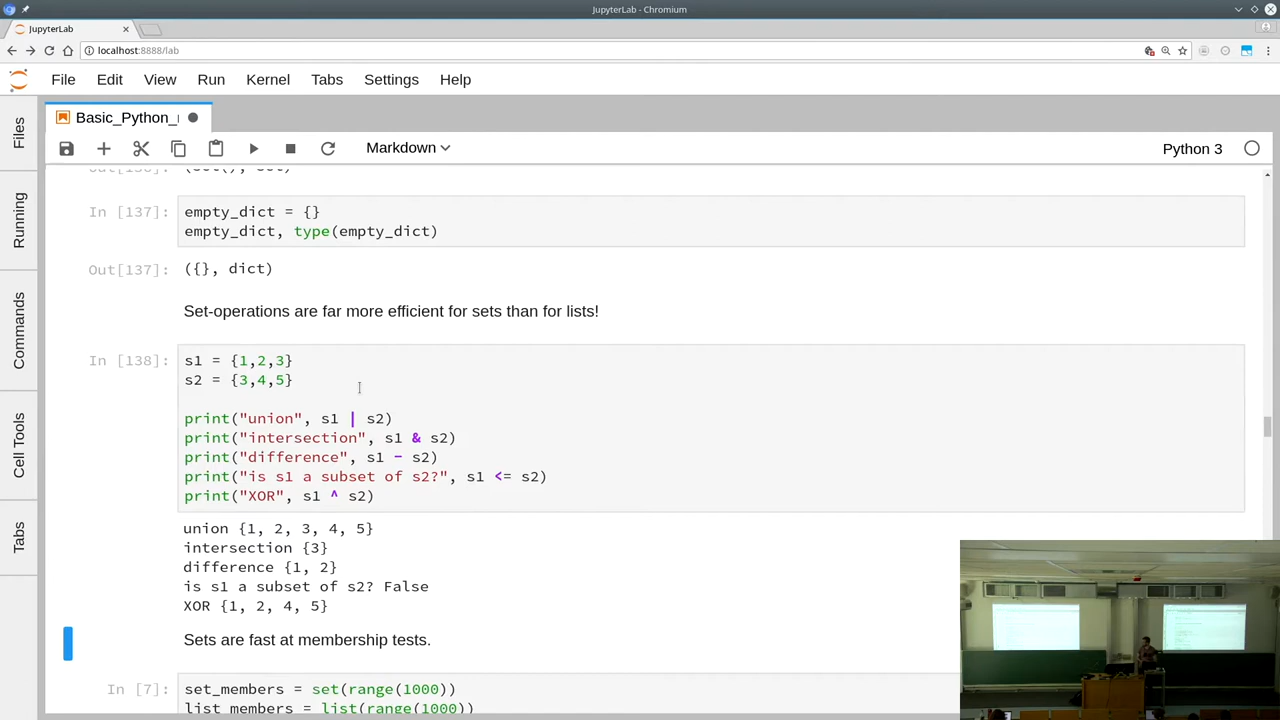 JupyterLab - Chromium
JupyterLab
localhost:8888/lab
File Edit View Run Kernel Tabs Settings Help
Files
Running
Commands
Cell Tools
Tabs
Basic_Python_
Markdown
Python 3
In [137]:
empty_dict = {}
empty_dict, type(empty_dict)
Out[137]:
({}, dict)
Set-operations are far more efficient for sets than for lists!
In [138]:
s1 = {1,2,3}
s2 = {3,4,5}
print("union", s1 | s2)
print("intersection", s1 & s2)
print("difference", s1 - s2)
print("is s1 a subset of s2?", s1 <= s2)
print("XOR", s1 ^ s2)
union {1, 2, 3, 4, 5}
intersection {3}
difference {1, 2}
is s1 a subset of s2? False
XOR {1, 2, 4, 5}
Sets are fast at membership tests.
In [7]:
set_members = set(range(1000))
list_members = list(range(1000))